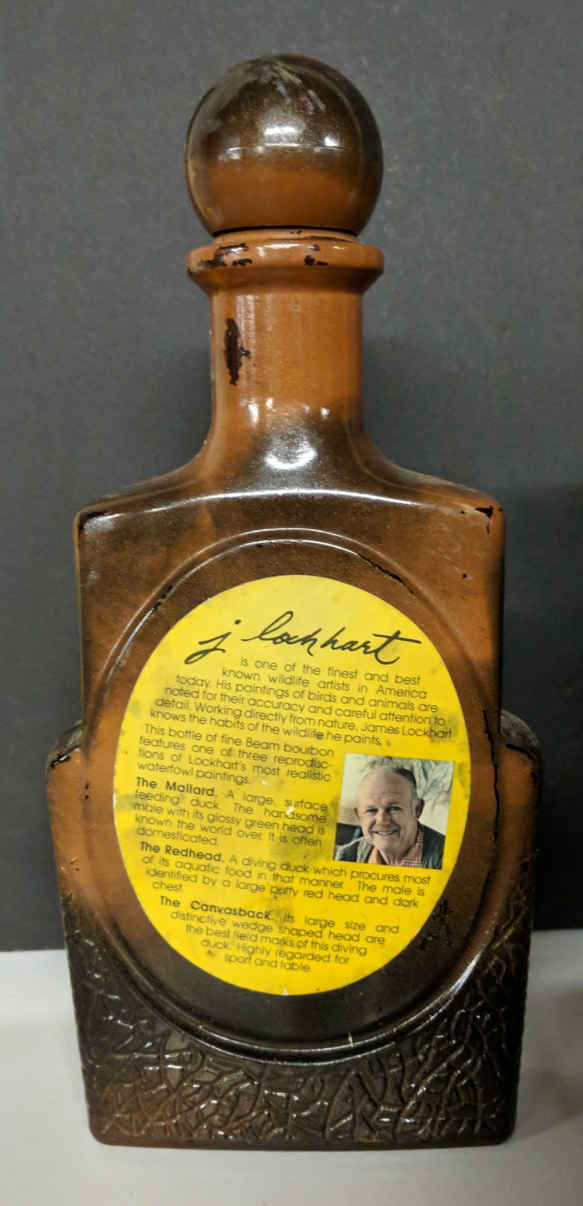 j lockhart
is one of the finest and best
known wildlife artists in America
today. His paintings of birds and animals are
noted for their accuracy and careful attention to
detail. Working directly from nature, James Lockhart
knows the habits of the wildlife he paints.
This bottle of fine Beam bourbon
features one of three reproduc-
tions of Lockhart's most realistic
waterfowl paintings.
The Mallard. A large, surface
feeding duck. The handsome
male with its glossy green head is
known the world over. It is often
domesticated.
The Redhead. A diving duck which procures most
of its aquatic food in that manner. The male is
identified by a large puffy red head and dark
chest.
The Canvasback. Its large size and
distinctive wedge shaped head are
the best field marks of this diving
duck. Highly regarded for
sport and table.